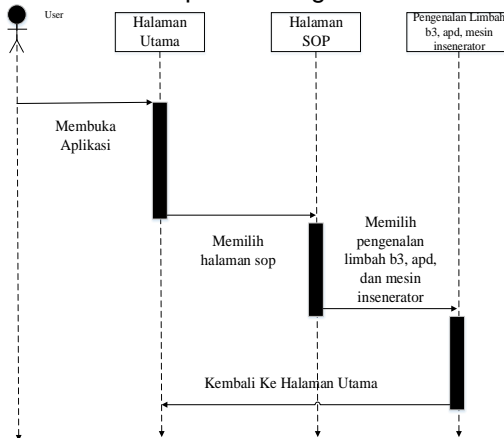 User
Halaman
Utama
Halaman
SOP
Pengenalan Limbah
b3, apd, mesin
insenerator
Membuka
Aplikasi
Memilih
halaman sop
Memilih
pengenalan
limbah b3, apd,
dan mesin
insenerator
Kembali Ke Halaman Utama